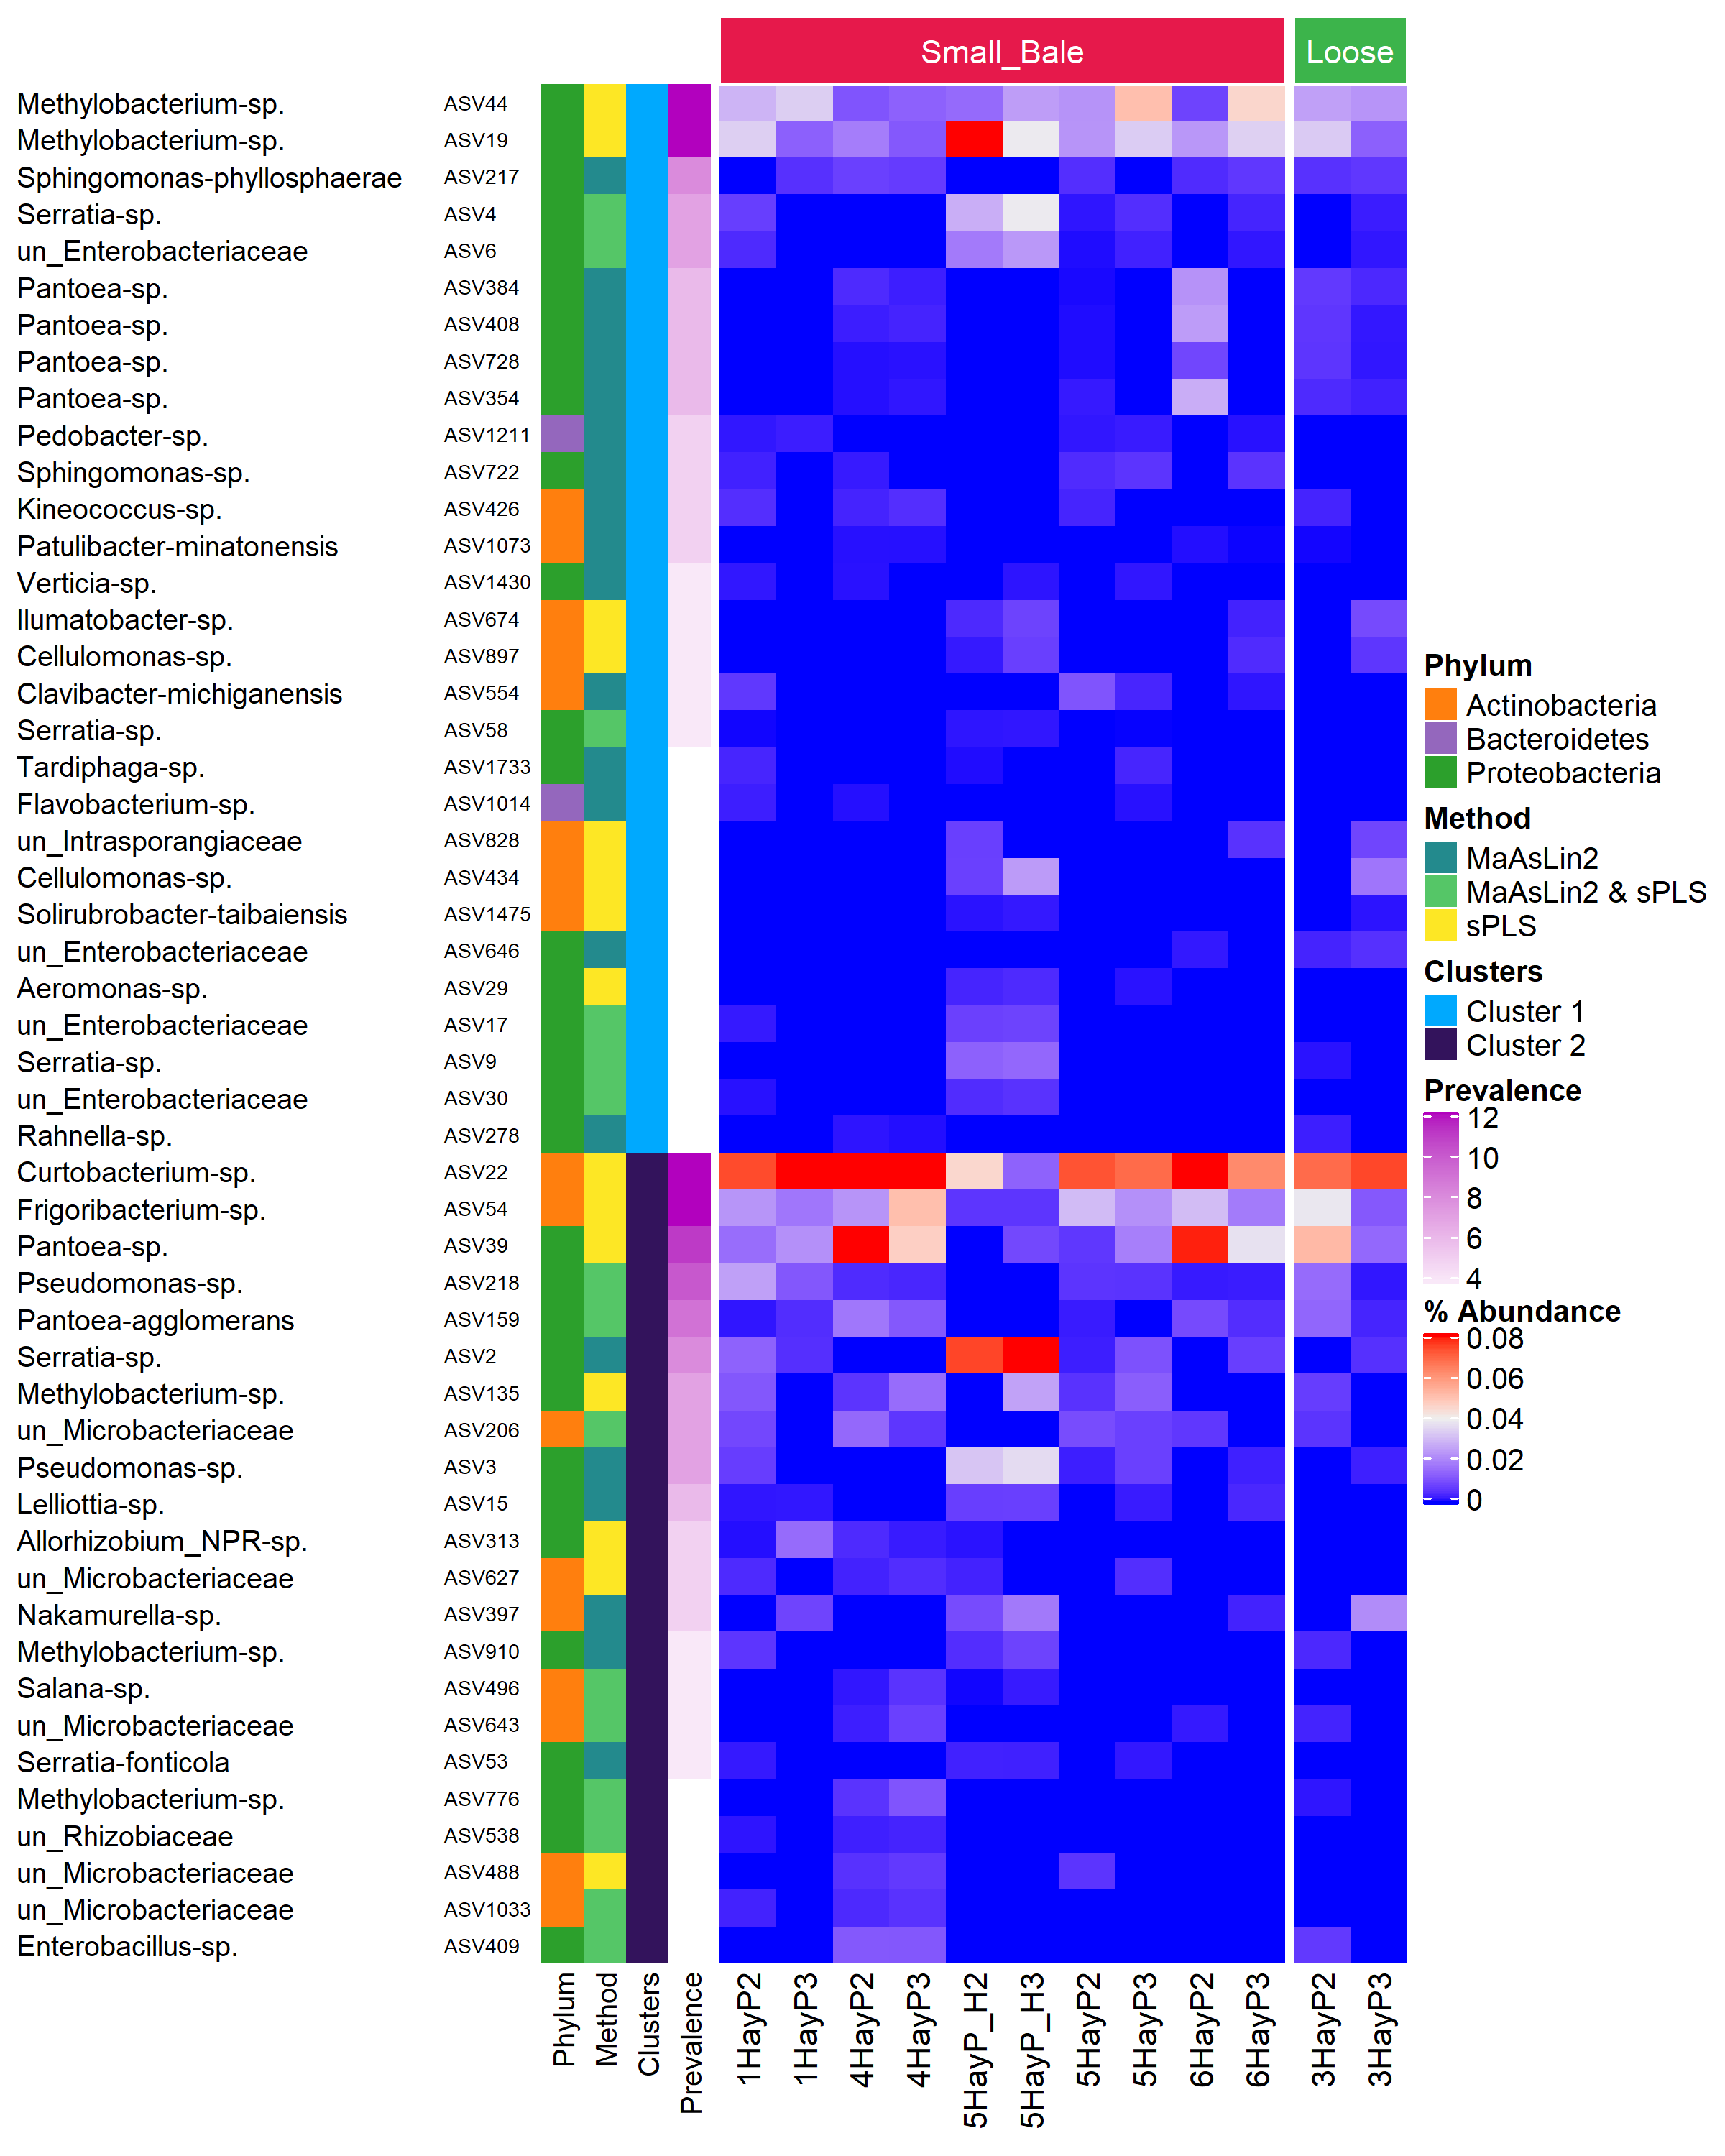 Small_Bale Loose
Methylobacterium-sp. ASV44
Methylobacterium-sp. ASV19
Sphingomonas-phyllosphaerae ASV217
Serratia-sp. ASV4
un_Enterobacteriaceae ASV6
Pantoea-sp. ASV384
Pantoea-sp. ASV408
Pantoea-sp. ASV728
Pantoea-sp. ASV354
Pedobacter-sp. ASV1211
Sphingomonas-sp. ASV722
Kineococcus-sp. ASV426
Patulibacter-minatonensis ASV1073
Verticia-sp. ASV1430
Ilumatobacter-sp. ASV674
Cellulomonas-sp. ASV897
Clavibacter-michiganensis ASV554
Serratia-sp. ASV58
Tardiphaga-sp. ASV1733
Flavobacterium-sp. ASV1014
un_Intrasporangiaceae ASV828
Cellulomonas-sp. ASV434
Solirubrobacter-taibaiensis ASV1475
un_Enterobacteriaceae ASV646
Aeromonas-sp. ASV29
un_Enterobacteriaceae ASV17
Serratia-sp. ASV9
un_Enterobacteriaceae ASV30
Rahnella-sp. ASV278
Curtobacterium-sp. ASV22
Frigoribacterium-sp. ASV54
Pantoea-sp. ASV39
Pseudomonas-sp. ASV218
Pantoea-agglomerans ASV159
Serratia-sp. ASV2
Methylobacterium-sp. ASV135
un_Microbacteriaceae ASV206
Pseudomonas-sp. ASV3
Lelliottia-sp. ASV15
Allorhizobium_NPR-sp. ASV313
un_Microbacteriaceae ASV627
Nakamurella-sp. ASV397
Methylobacterium-sp. ASV910
Salana-sp. ASV496
un_Microbacteriaceae ASV643
Serratia-fonticola ASV53
Methylobacterium-sp. ASV776
un_Rhizobiaceae ASV538
un_Microbacteriaceae ASV488
un_Microbacteriaceae ASV1033
Enterobacillus-sp. ASV409
Phylum
Method
Clusters
Prevalence
1HayP2
1HayP3
4HayP2
4HayP3
5HayP_H2
5HayP_H3
5HayP2
5HayP3
6HayP2
6HayP3
3HayP2
3HayP3
Phylum
Actinobacteria
Bacteroidetes
Proteobacteria
Method
MaAsLin2
MaAsLin2 & sPLS
sPLS
Clusters
Cluster 1
Cluster 2
Prevalence
12
10
8
6
4
% Abundance
0.08
0.06
0.04
0.02
0